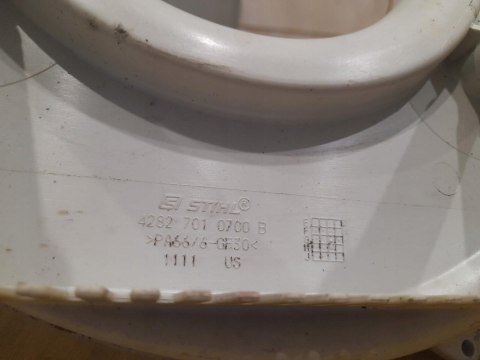 STIHL®
4282 701 0700 B
>PA66/6-GF30<
1111 US